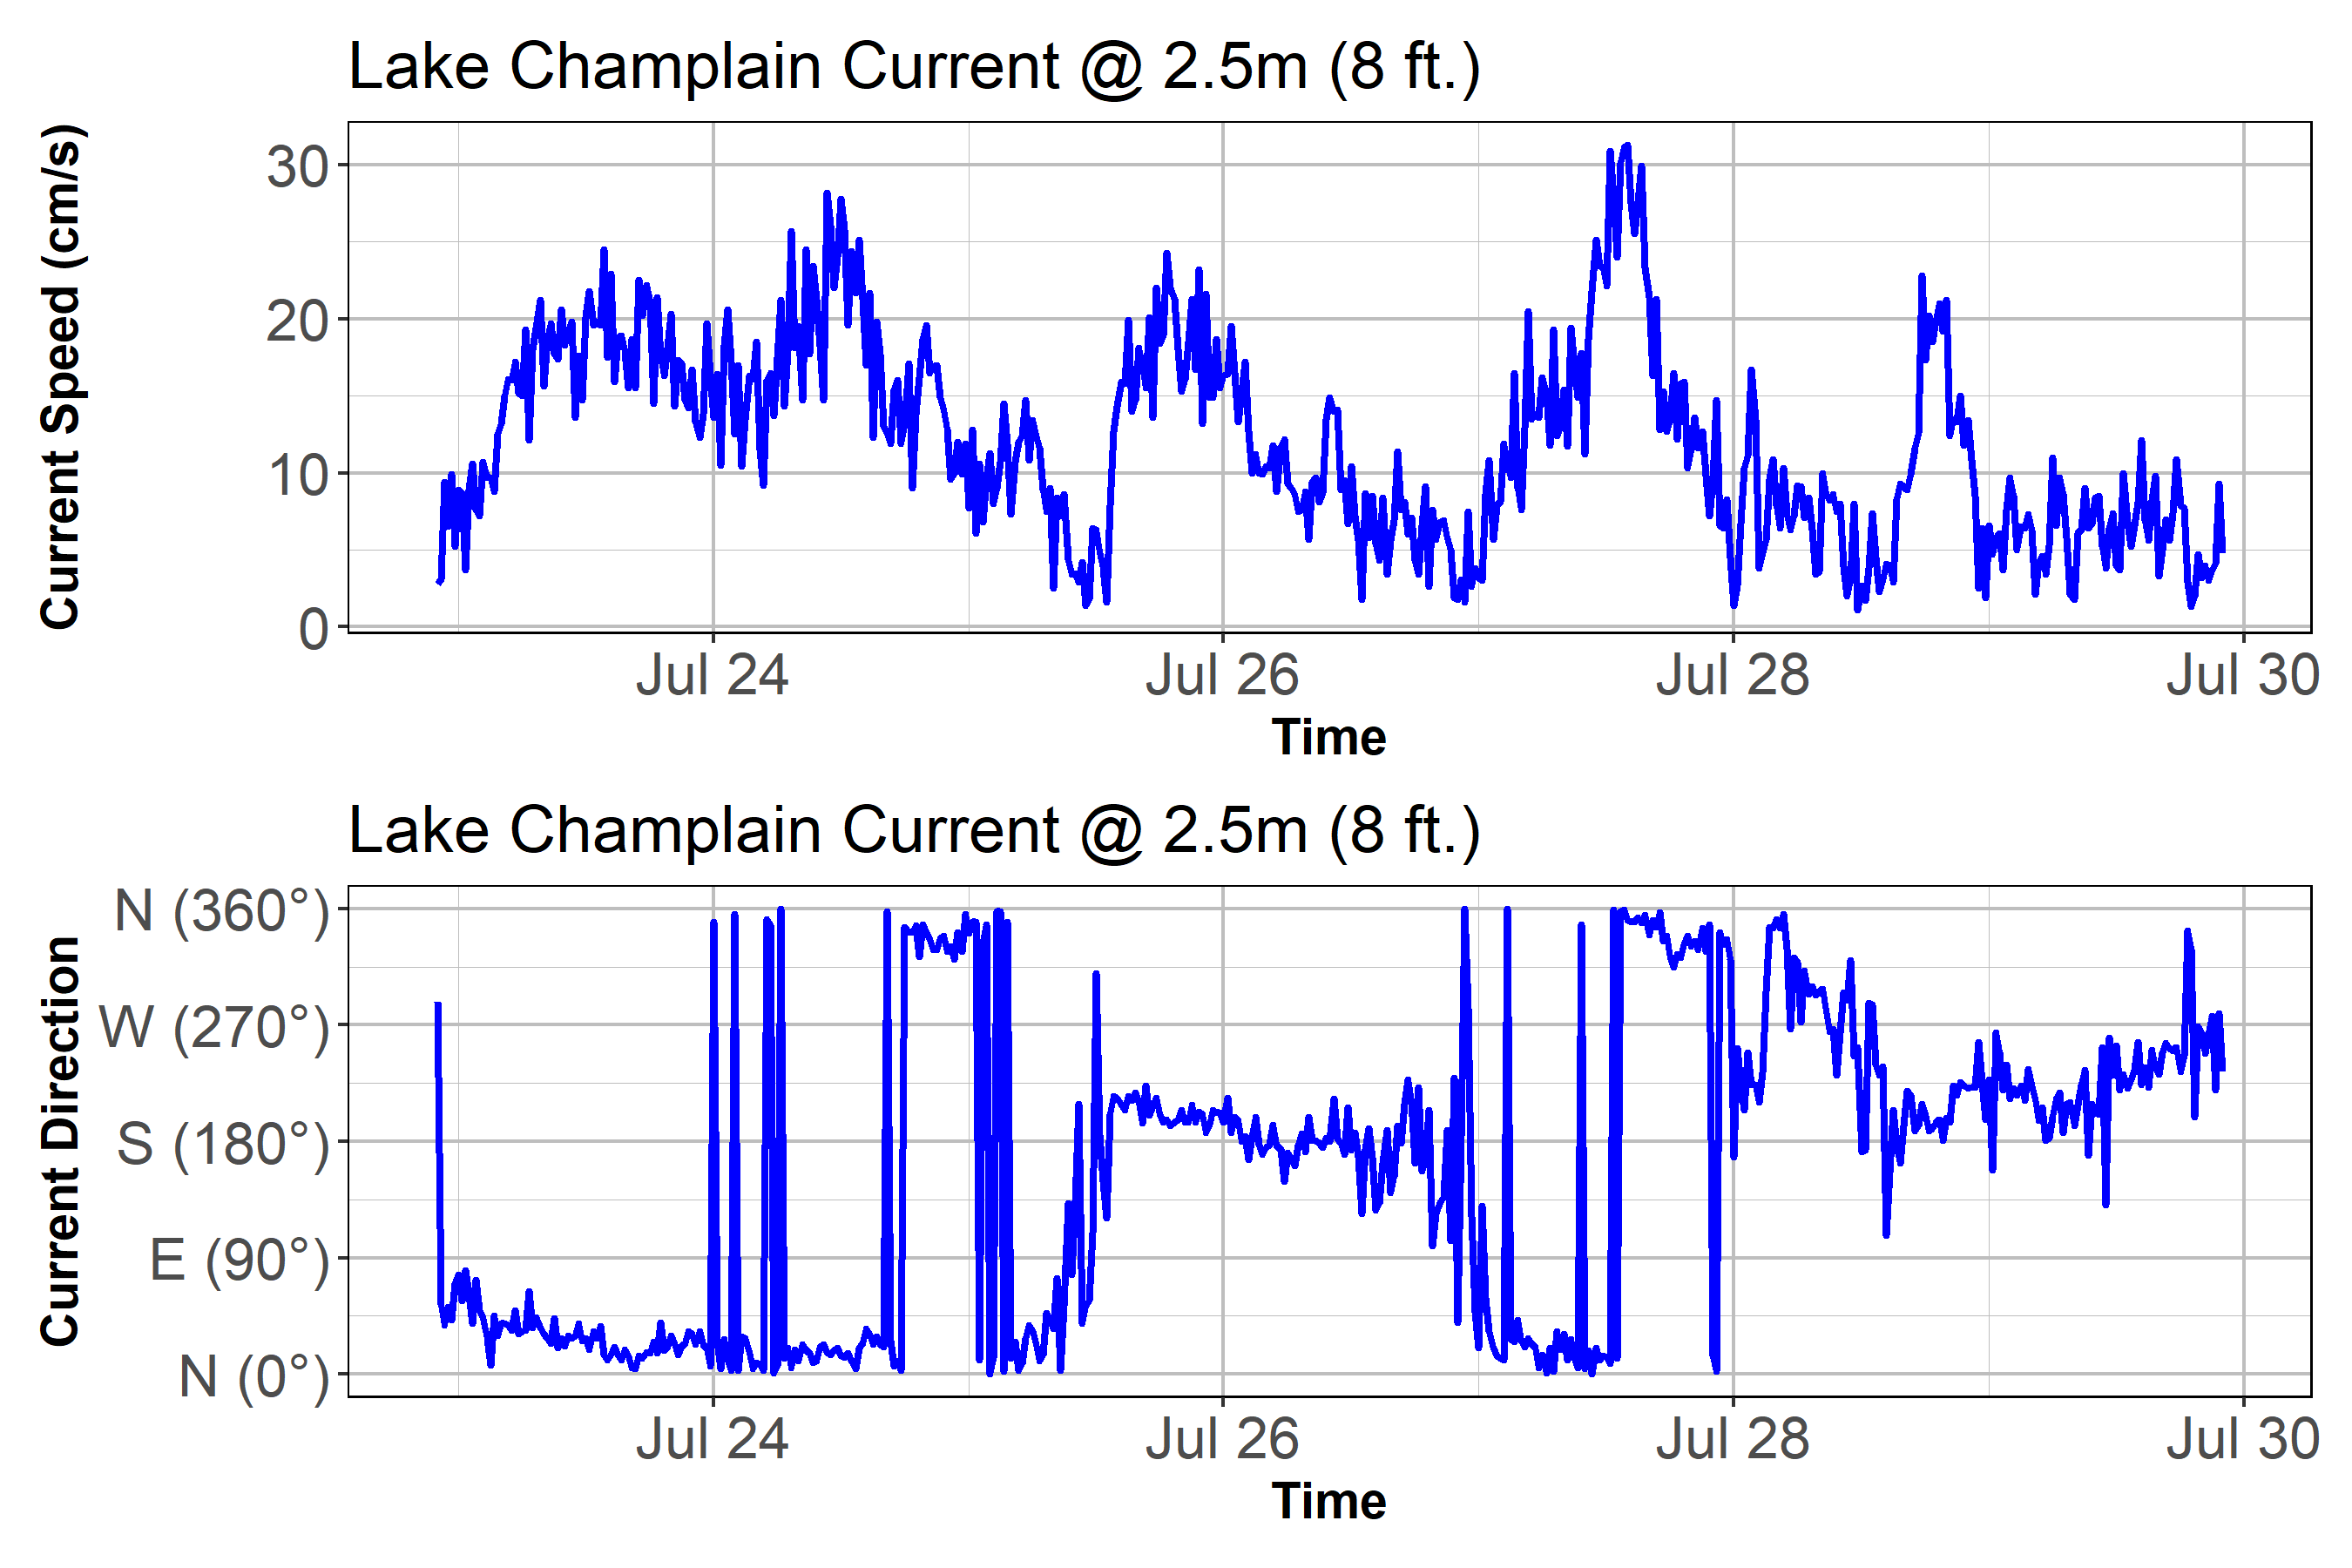 Lake Champlain Current @ 2.5m (8 ft.)
Current Speed (cm/s)
30
20
10
0
Jul 24 Jul 26 Jul 28 Jul 30
Time
Lake Champlain Current @ 2.5m (8 ft.)
Current Direction
N (360°)
W (270°)
S (180°)
E (90°)
N (0°)
Jul 24 Jul 26 Jul 28 Jul 30
Time